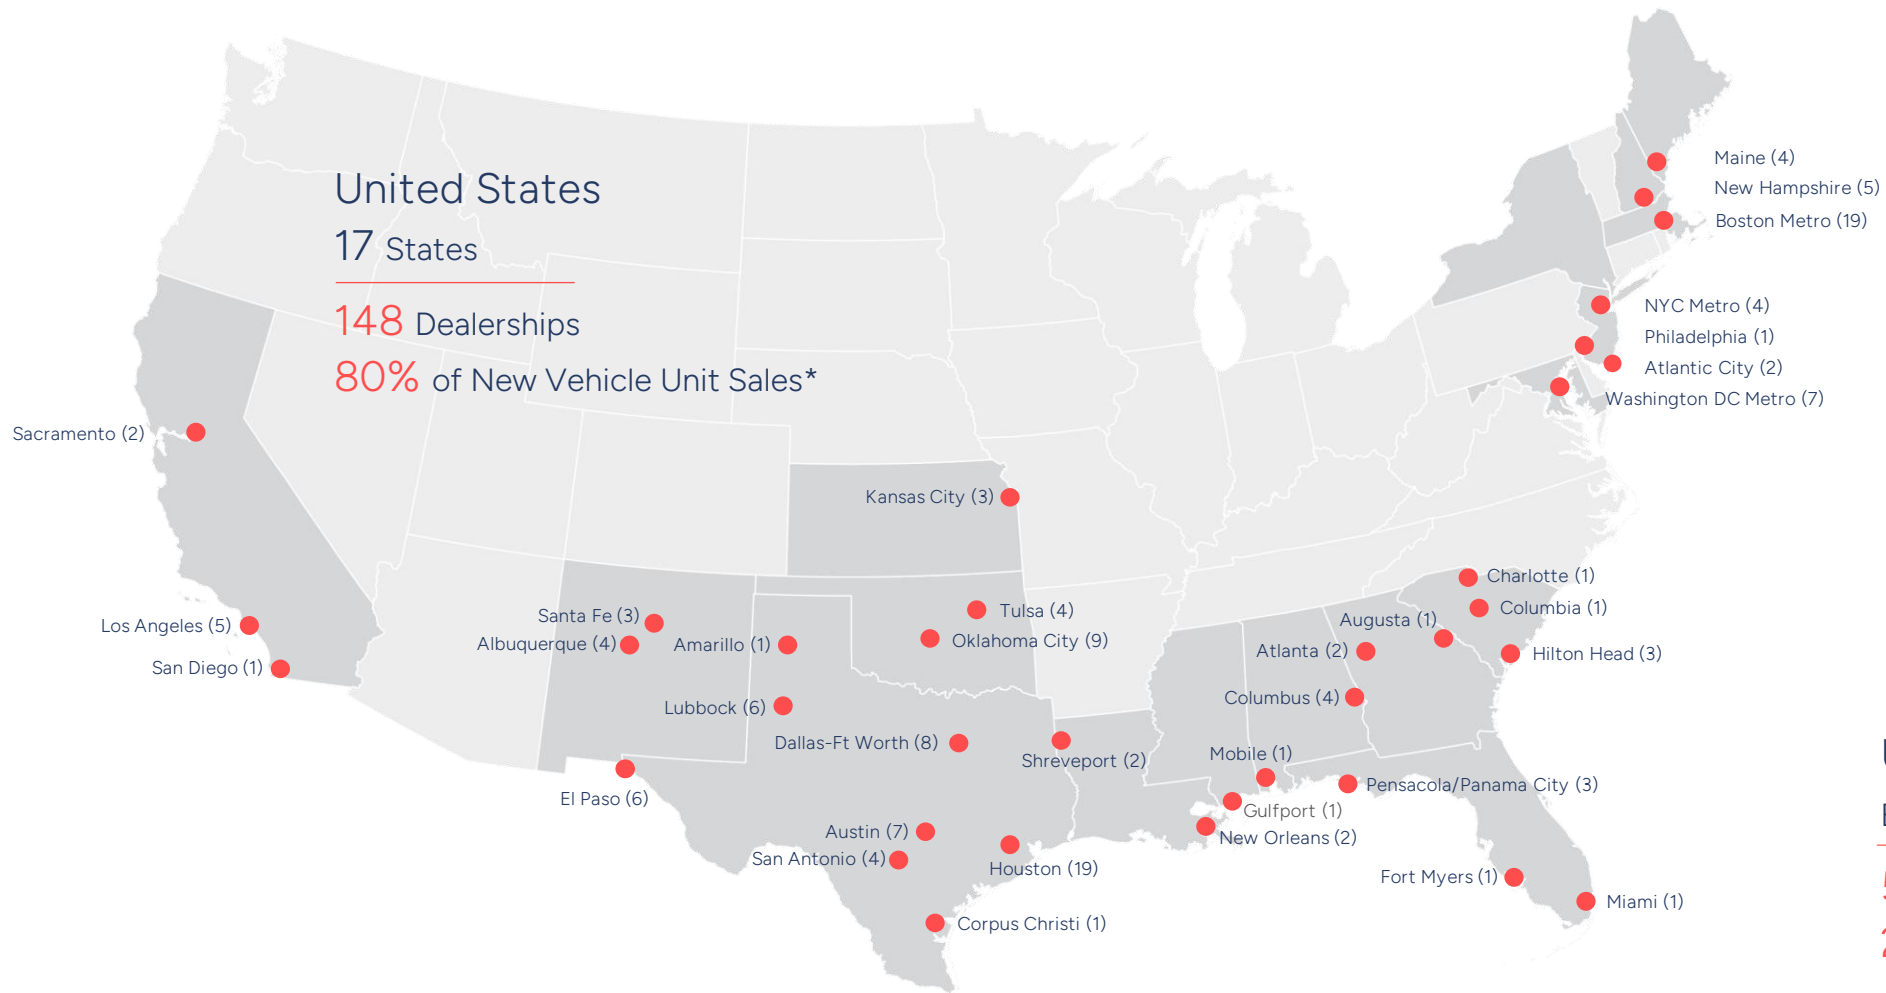 United States
17 States
148 Dealerships
80% of New Vehicle Unit Sales*
Maine (4)
New Hampshire (5)
Boston Metro (19)
NYC Metro (4)
Philadelphia (1)
Atlantic City (2)
Washington DC Metro (7)
Sacramento (2)
Kansas City (3)
Charlotte (1)
Columbia (1)
Santa Fe (3)
Tulsa (4)
Augusta (1)
Los Angeles (5)
Albuquerque (4)
Amarillo (1)
Oklahoma City (9)
Atlanta (2)
Hilton Head (3)
San Diego (1)
Columbus (4)
Lubbock (6)
Dallas-Ft Worth (8)
Shreveport (2)
Mobile (1)
Pensacola/Panama City (3)
El Paso (6)
Gulfport (1)
Austin (7)
New Orleans (2)
San Antonio (4)
Houston (19)
Fort Myers (1)
Miami (1)
Corpus Christi (1)